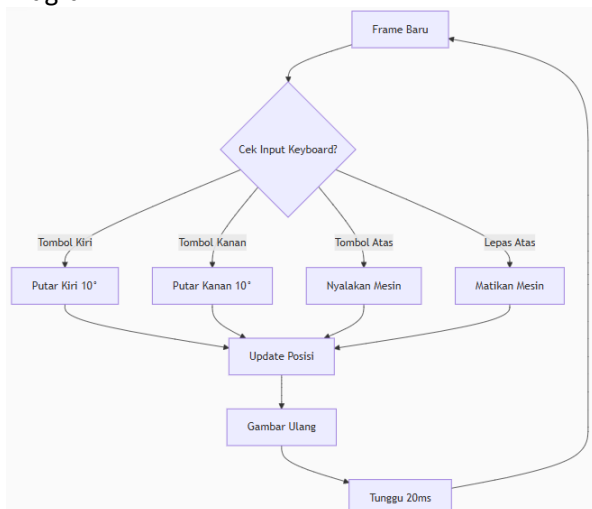 Frame Baru
Cek Input Keyboard?
Tombol Kiri
Tombol Kanan
Tombol Atas
Lepas Atas
Putar Kiri 10°
Putar Kanan 10°
Nyalakan Mesin
Matikan Mesin
Update Posisi
Gambar Ulang
Tunggu 20ms